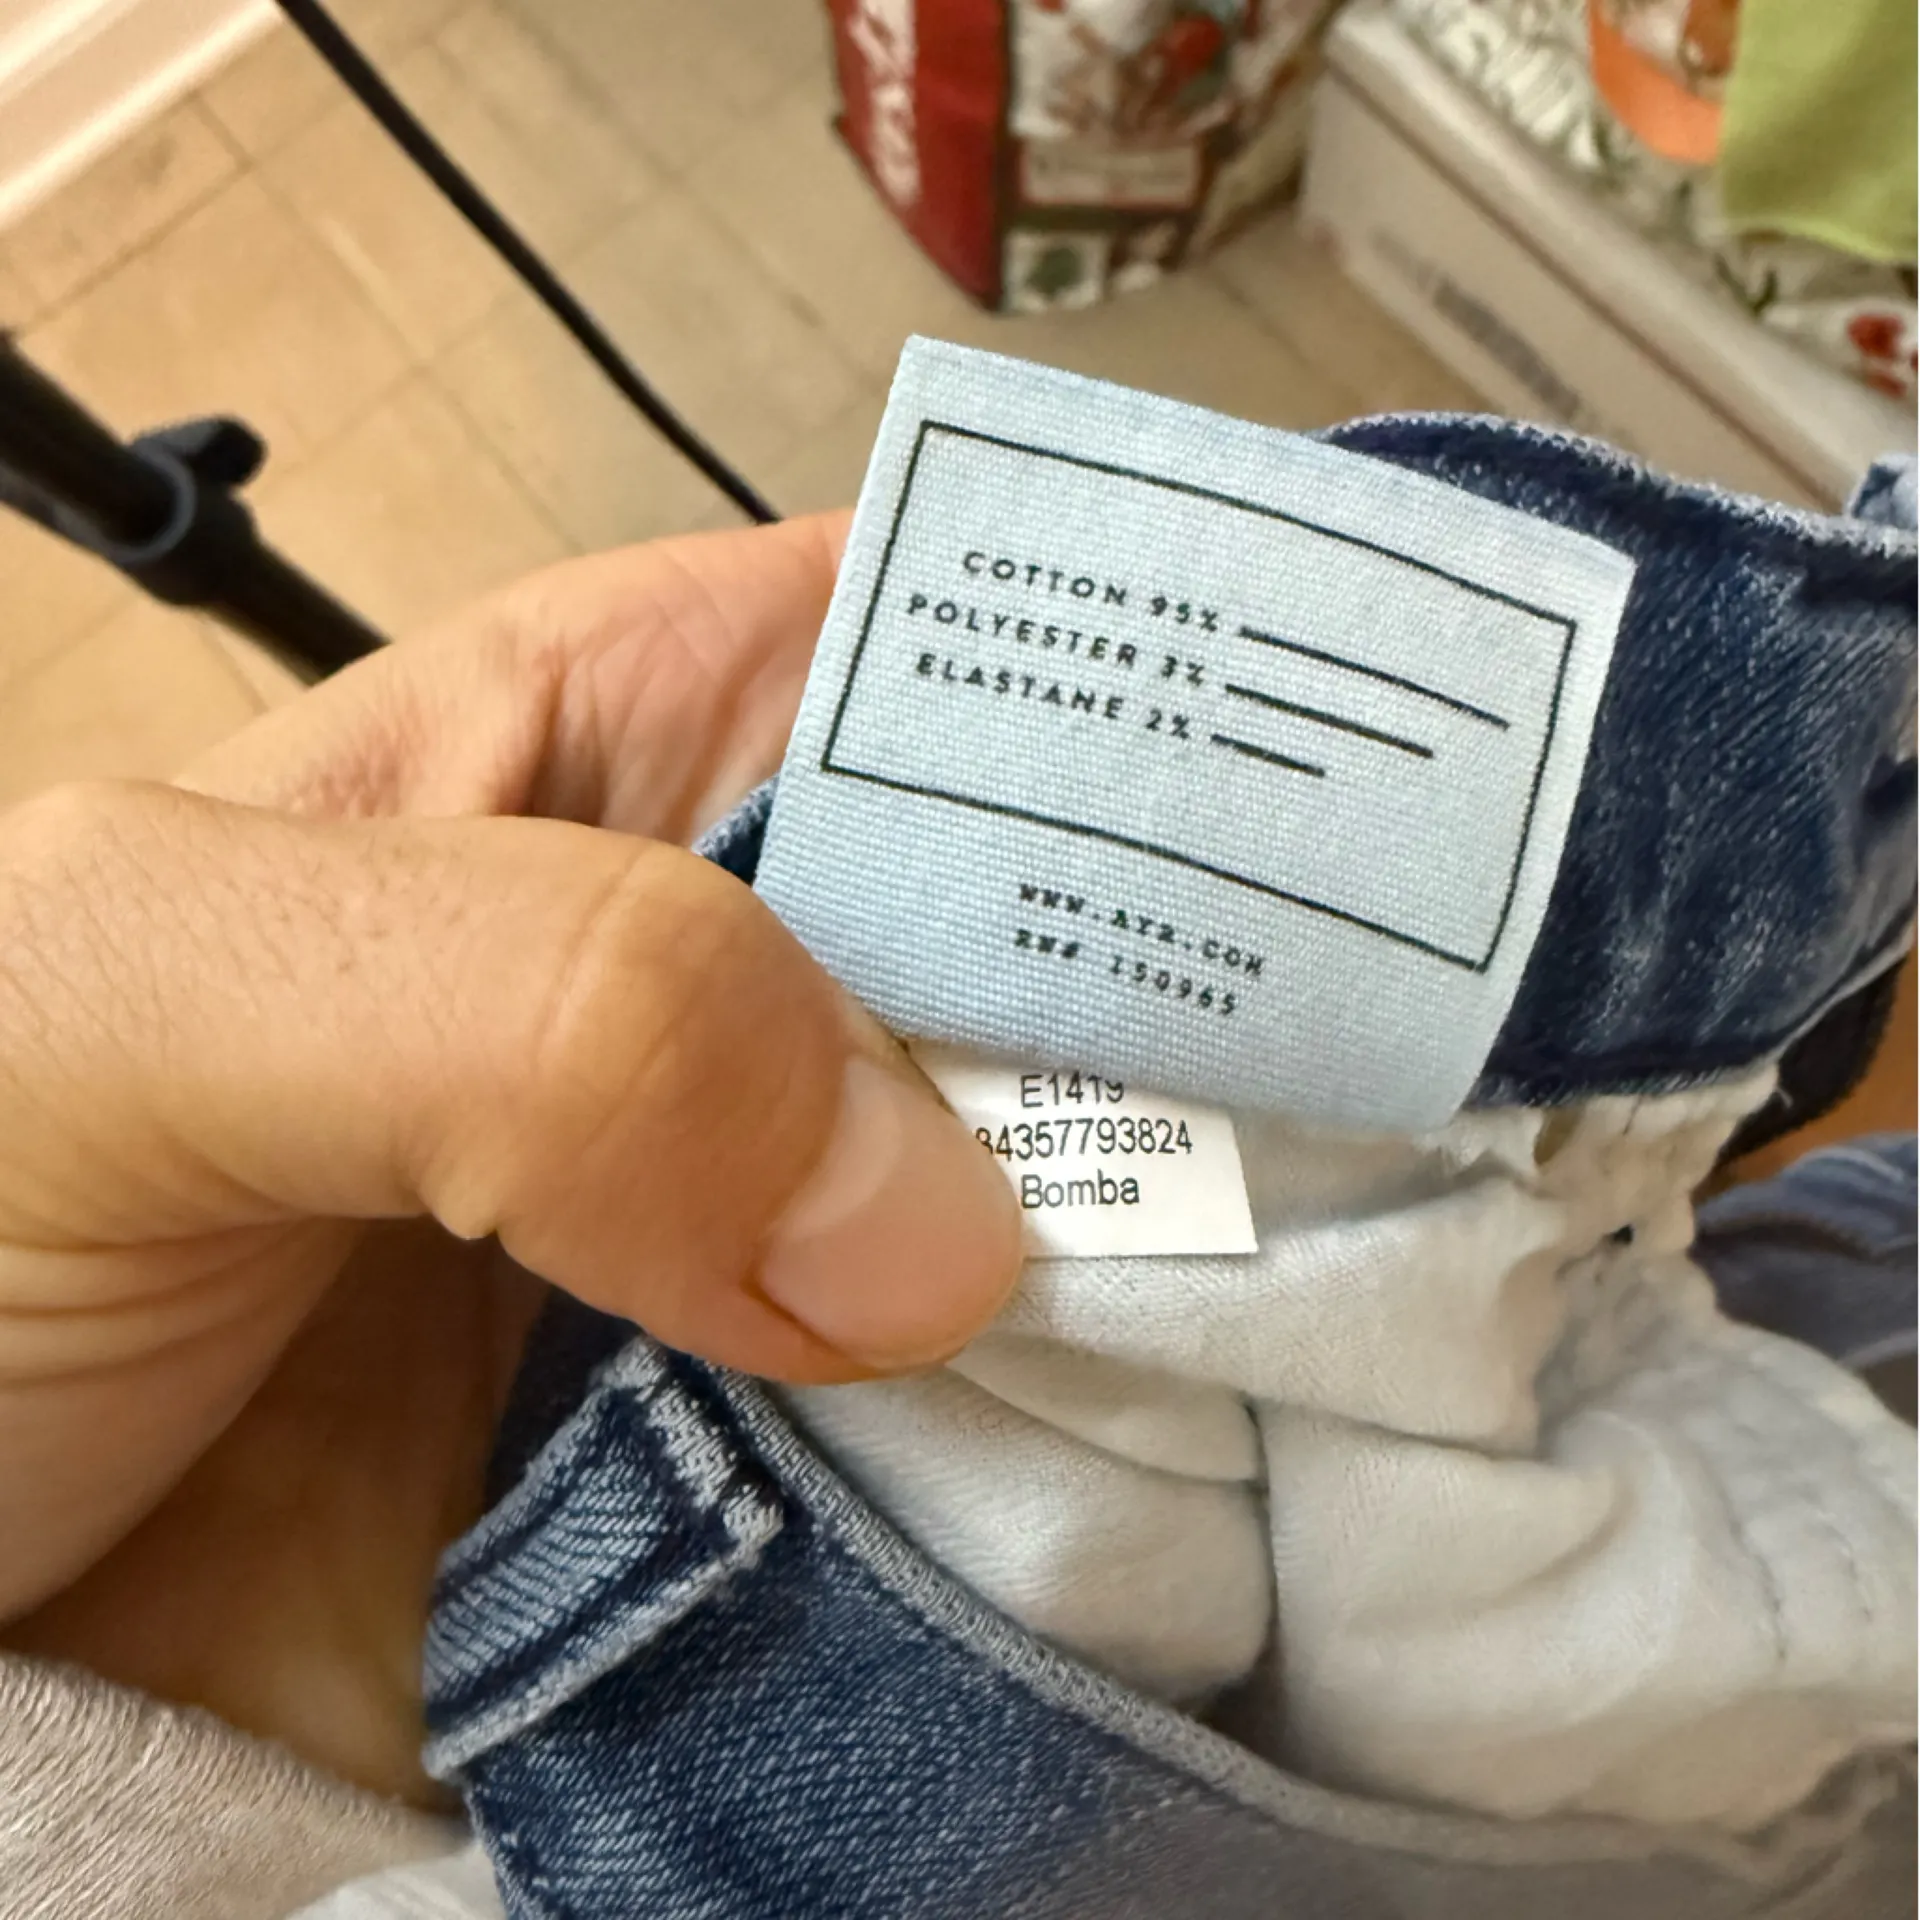 COTTON 95%
POLYESTER 3%
ELASTANE 2%
WWW.AYR.COM
RN# 150965
E1419
84357793824
Bomba